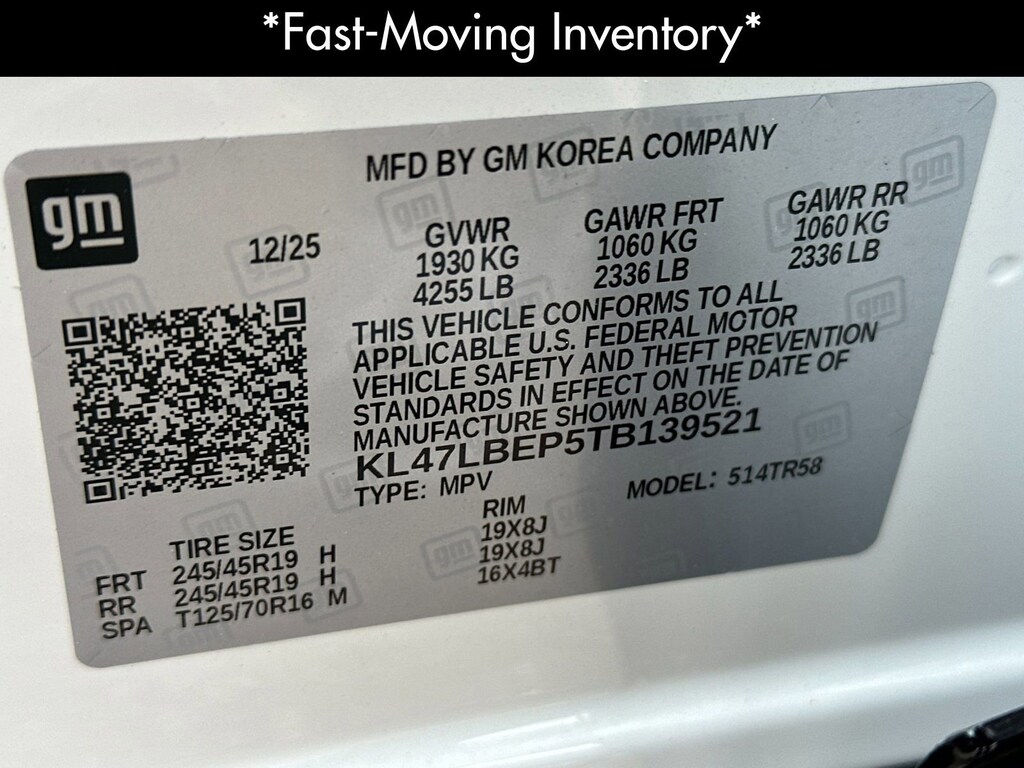 *Fast-Moving Inventory*
MFD BY GM KOREA COMPANY
gm
12/25
GVWR
1930 KG
4255 LB
GAWR FRT
1060 KG
2336 LB
GAWR RR
1060 KG
2336 LB
THIS VEHICLE CONFORMS TO ALL
APPLICABLE U.S. FEDERAL MOTOR
VEHICLE SAFETY AND THEFT PREVENTION
STANDARDS IN EFFECT ON THE DATE OF
MANUFACTURE SHOWN ABOVE.
KL47LBEP5TB139521
TYPE: MPV MODEL: 514TR58
TIRE SIZE RIM
FRT 245/45R19 H 19X8J
RR 245/45R19 H 19X8J
SPA T125/70R16 M 16X4BT